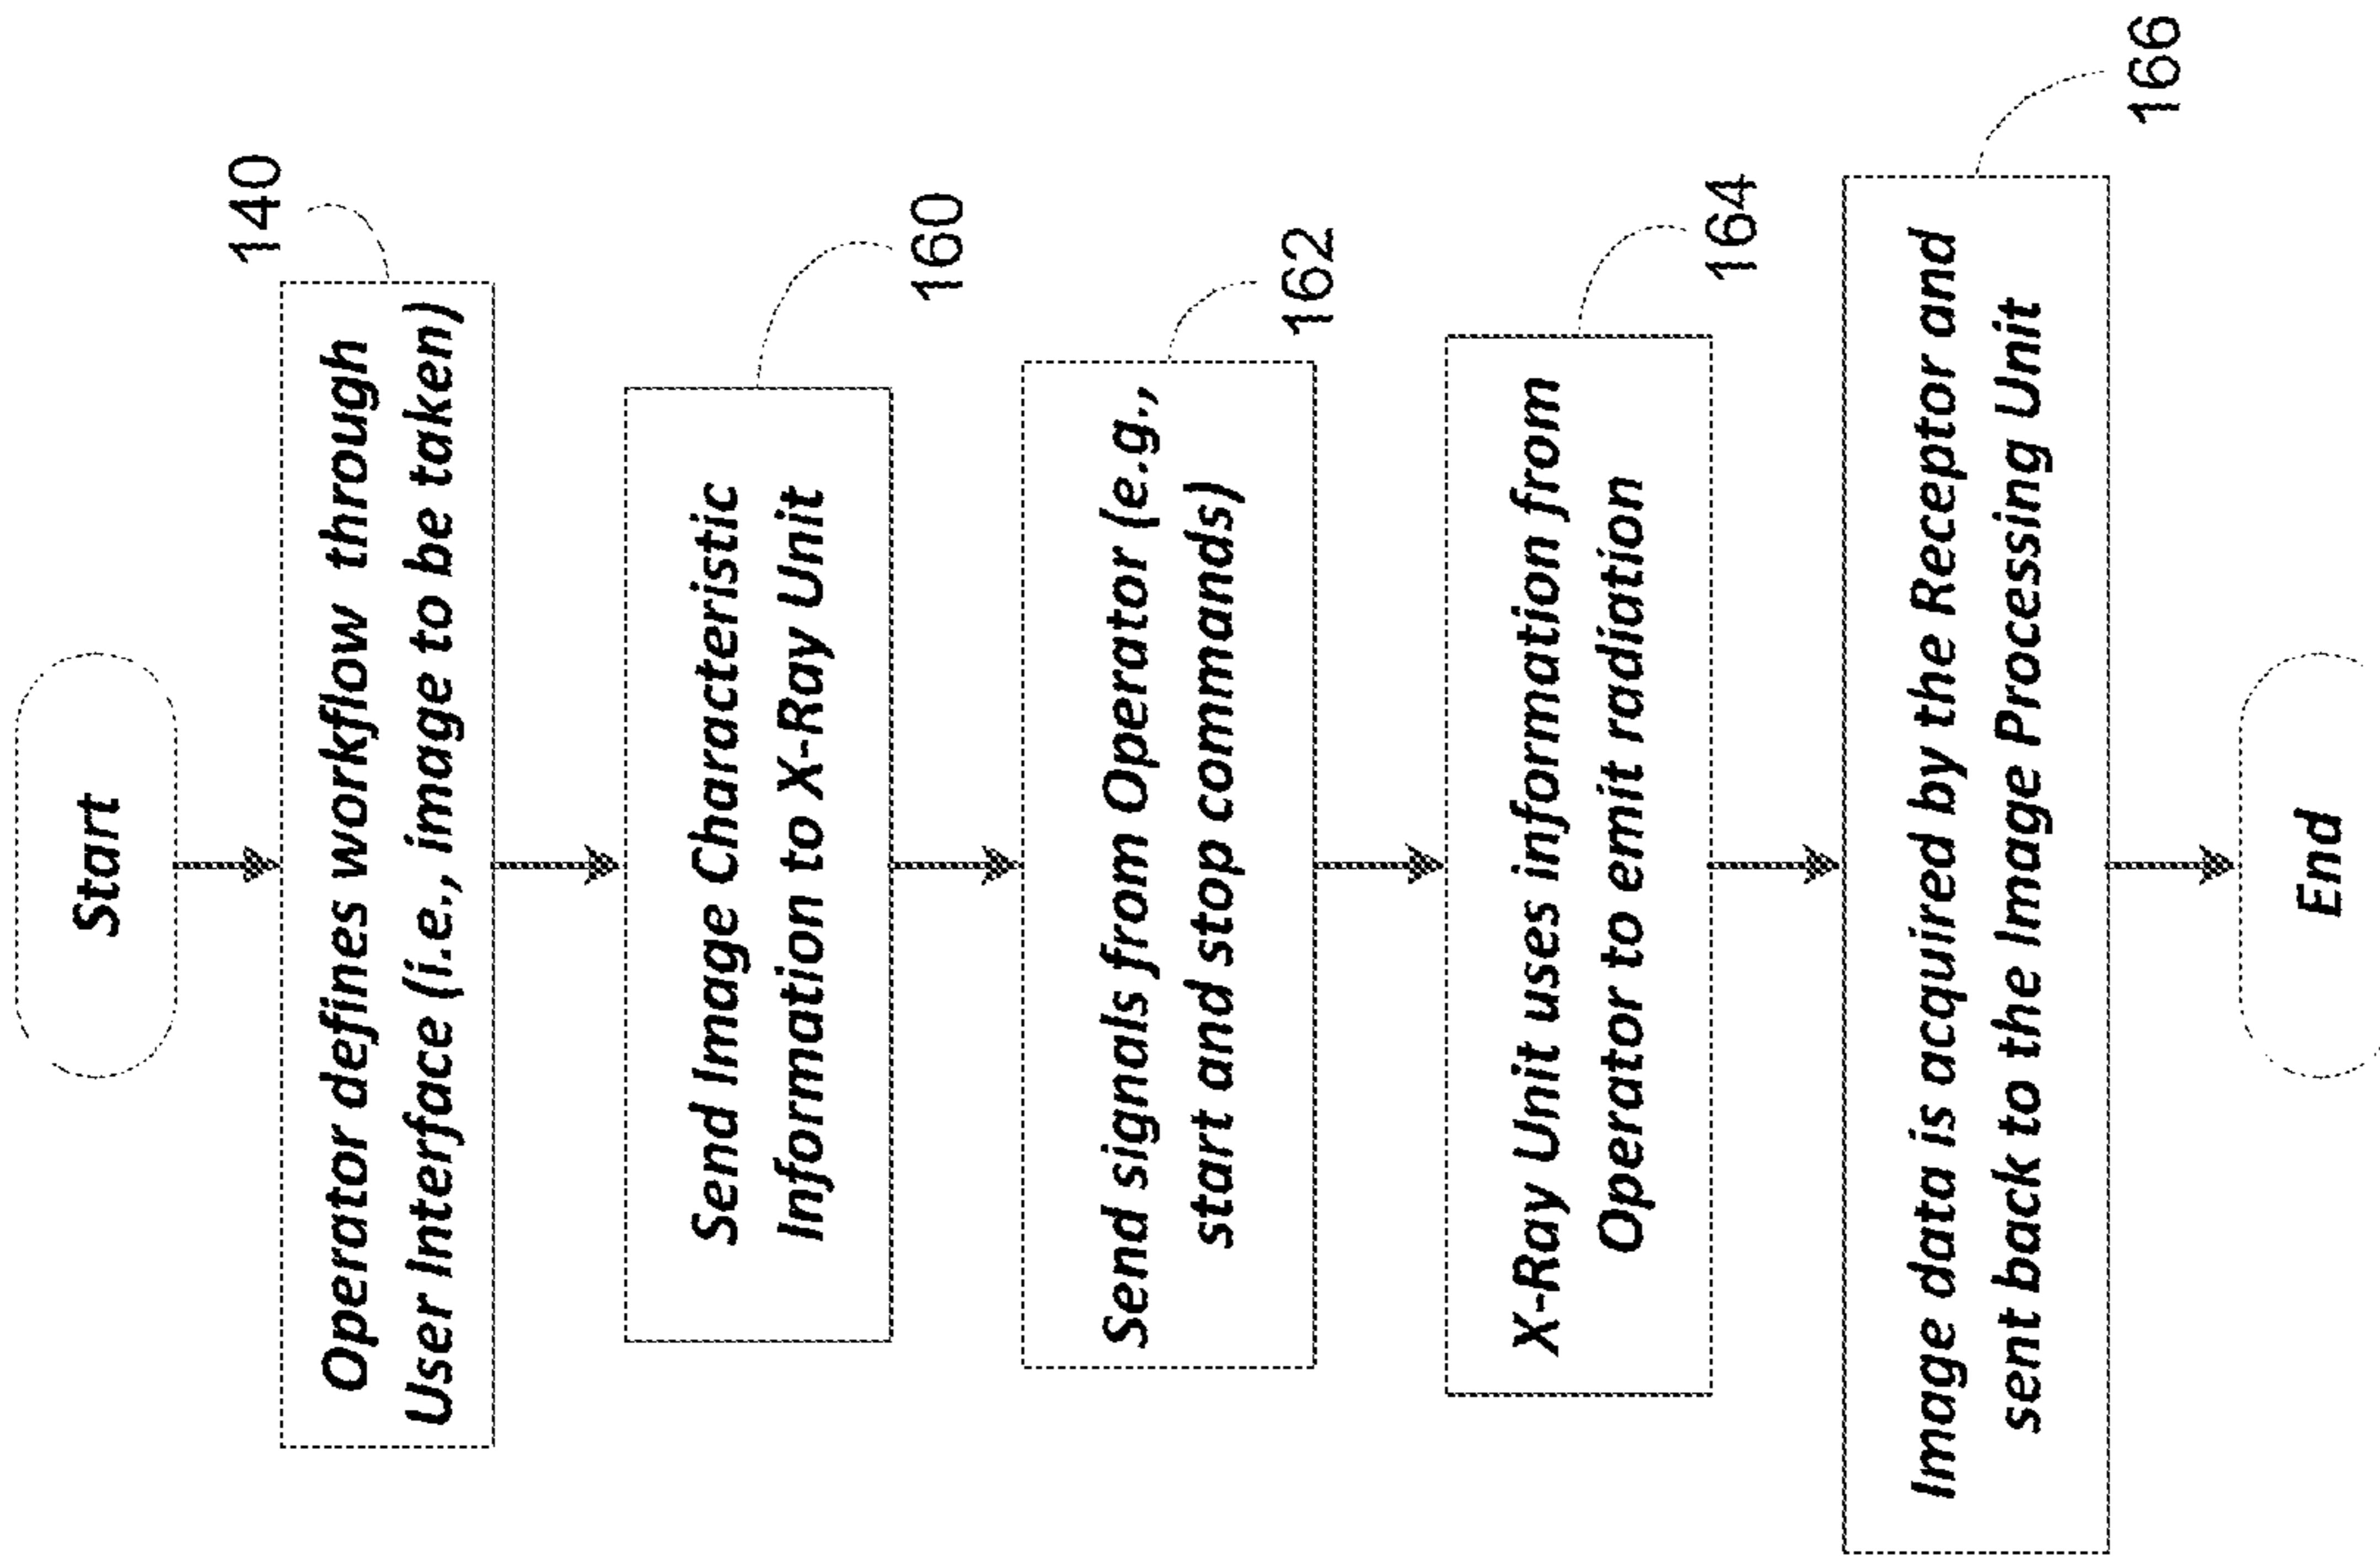 Start
140
Operator defines workflow through
User Interface (i.e., image to be taken)
160
Send Image Characteristic
Information to X-Ray Unit
162
Send signals from Operator (e.g.,
start and stop commands)
164
X-Ray Unit uses information from
Operator to emit radiation
166
Image data is acquired by the Receptor and
sent back to the Image Processing Unit
End